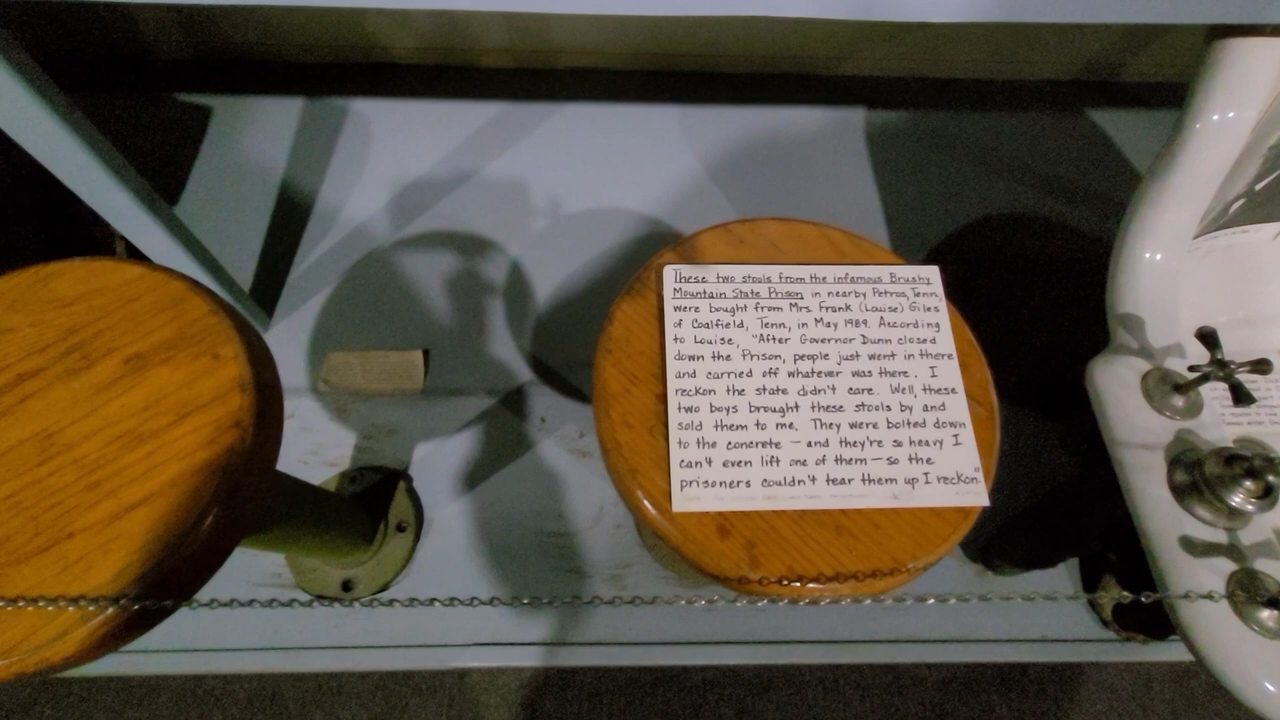 These two stools from the infamous Brushy
Mountain State Prison in nearby Petros, Tenn,
were bought from Mrs. Frank (Louise) Giles
of Coalfield, Tenn, in May 1989. According
to Louise, "After Governor Dunn closed
down the Prison, people just went in there
and carried off whatever was there. I
reckon the state didn't care. Well, these
two boys brought these stools by and
sold them to me. They were bolted down
to the concrete — and they're so heavy I
can't even lift one of them — so the
prisoners couldn't tear them up I reckon."